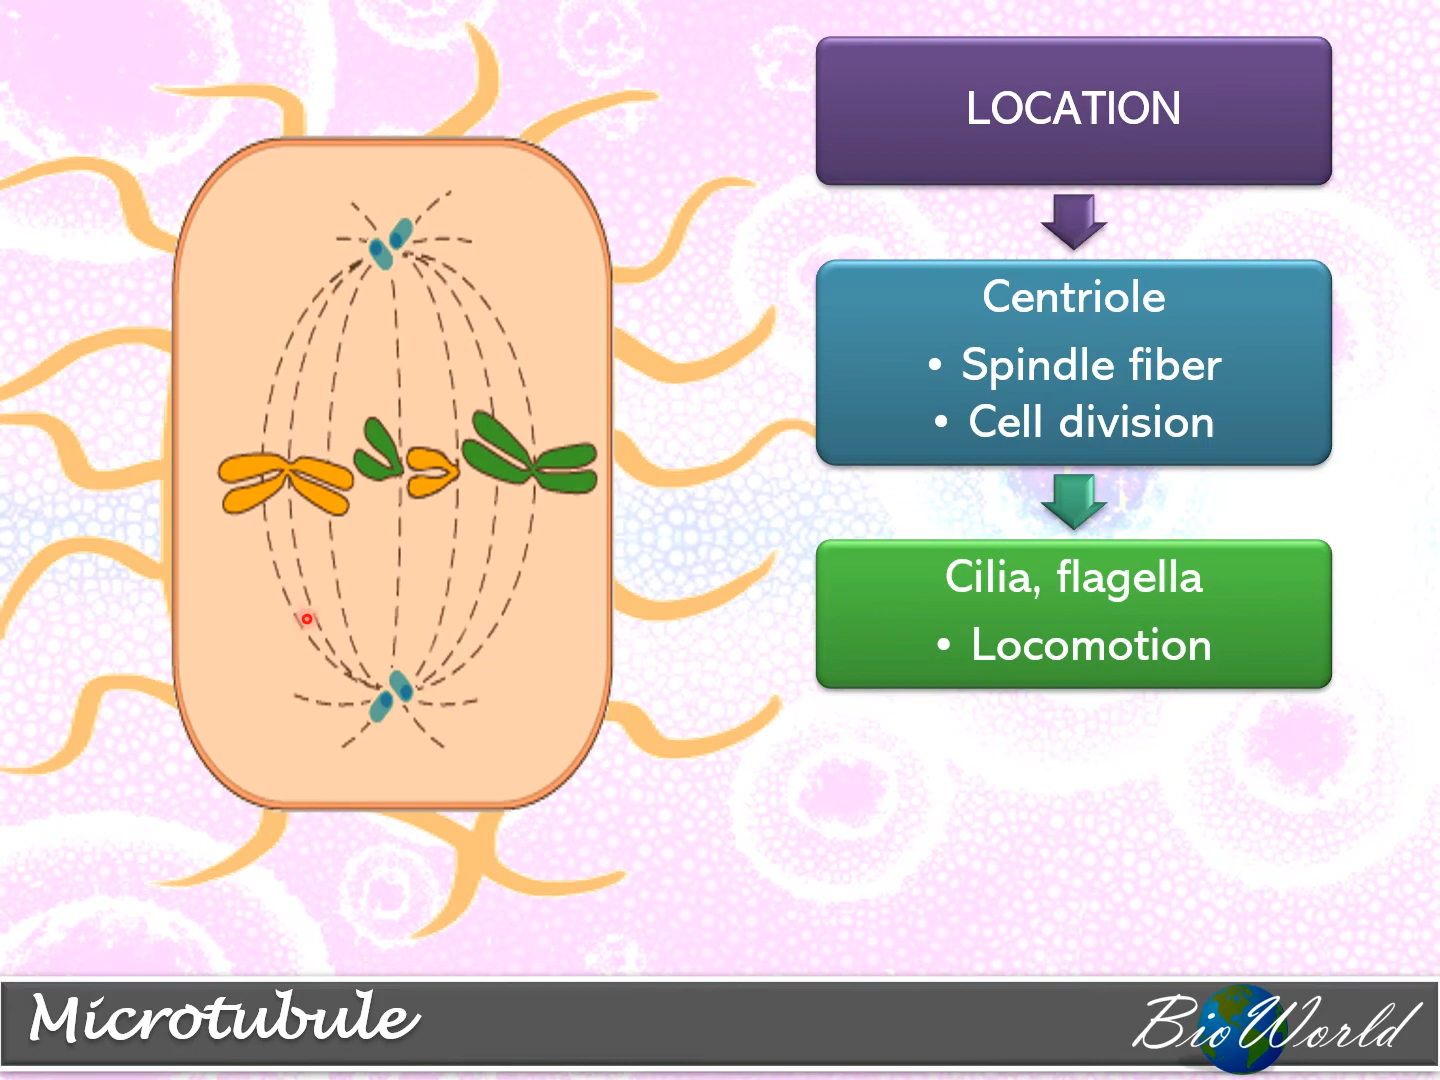 LOCATION
Centriole
• Spindle fiber
• Cell division
Cilia, flagella
• Locomotion
Microtubule
BioWorld